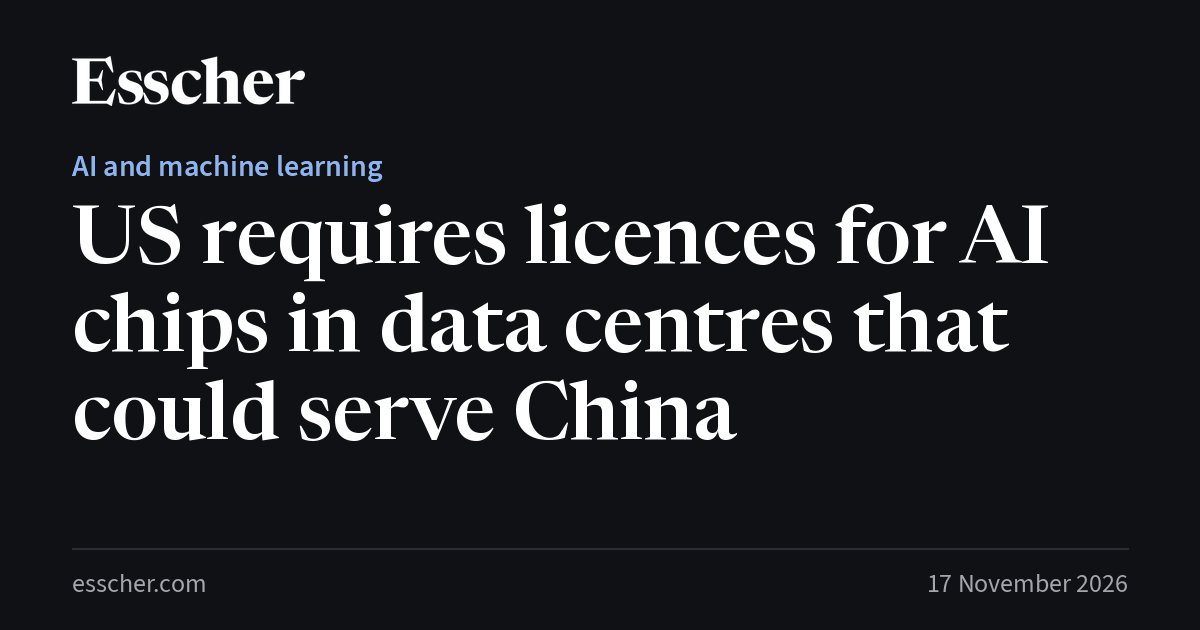 Esscher
AI and machine learning
US requires licences for AI
chips in data centres that
could serve China
esscher.com
17 November 2026